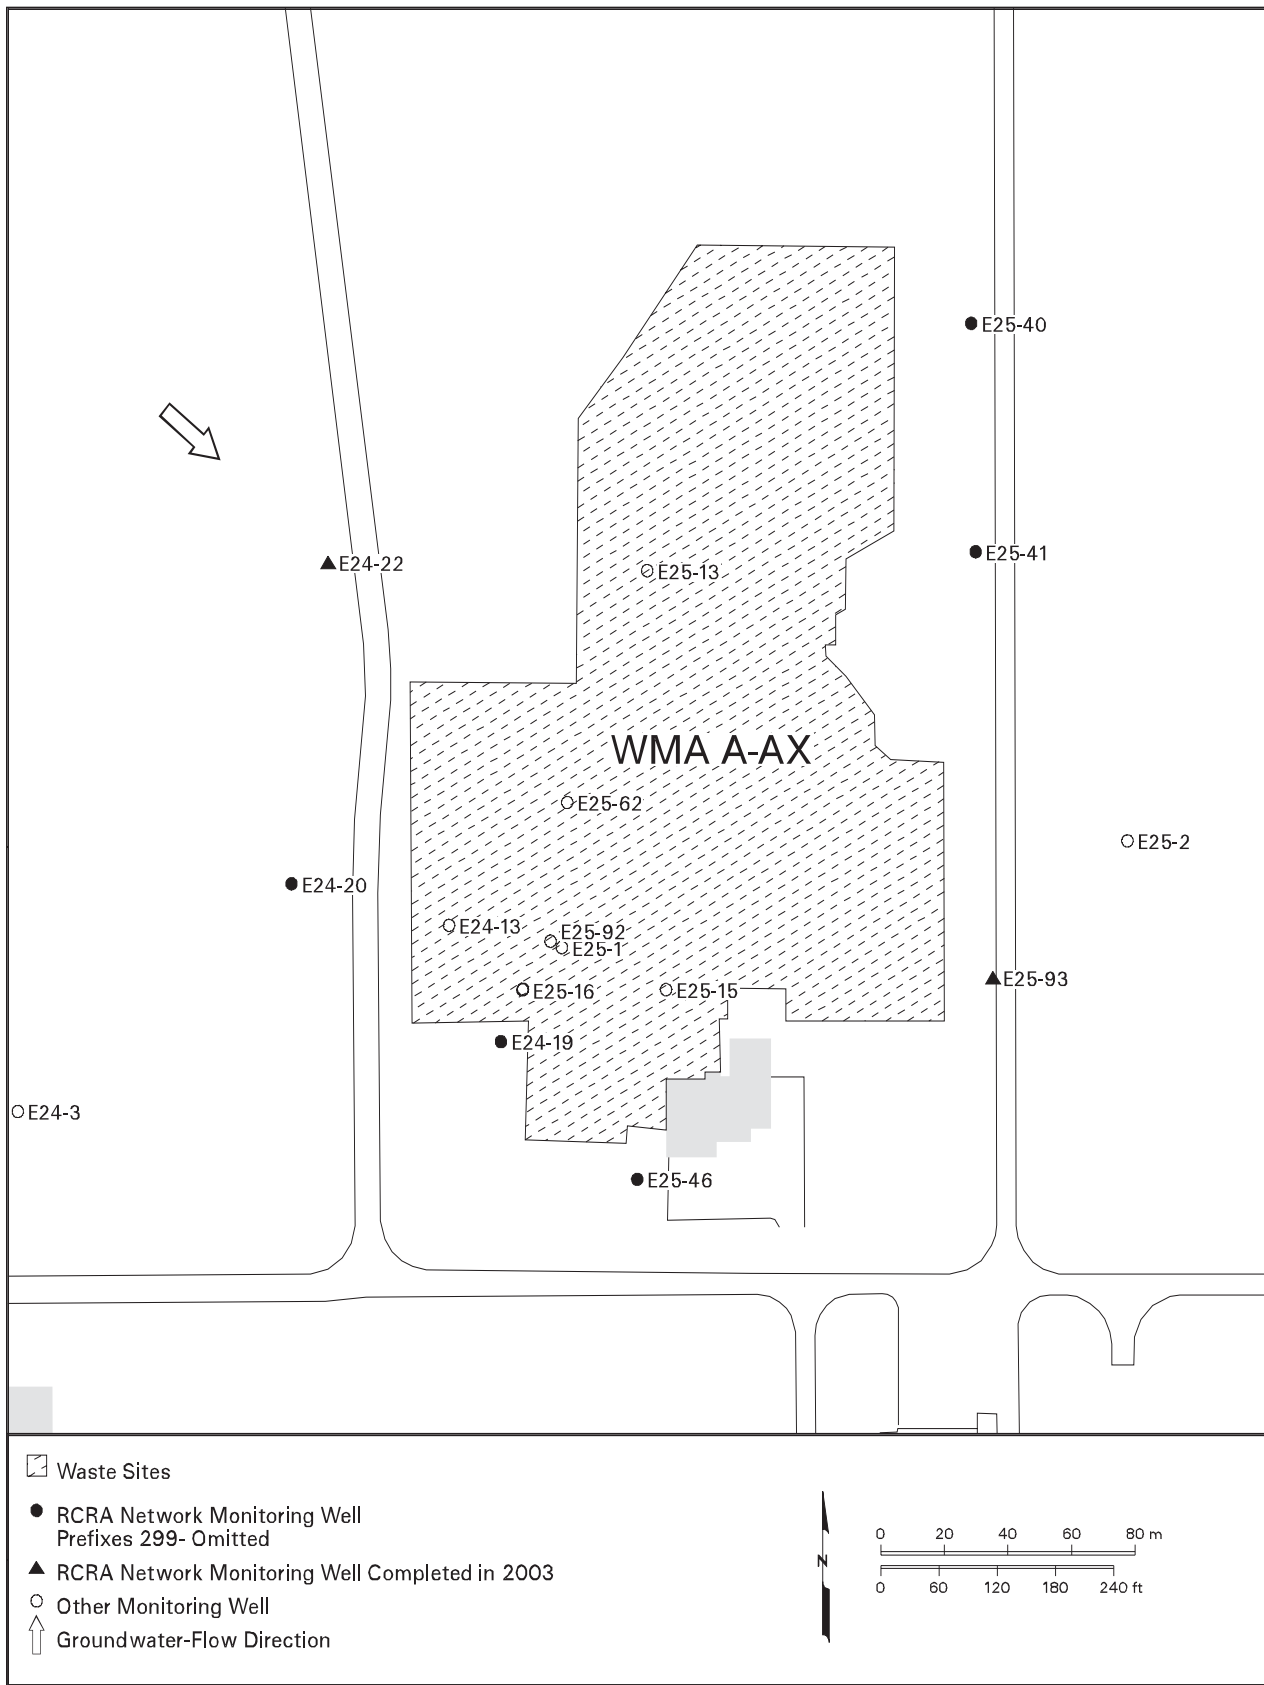 E25-40
E24-22
E25-41
E25-13
WMA A-AX
E25-62
E25-2
E24-20
E24-13
E25-92
E25-1
E25-93
E25-16
E25-15
E24-19
E24-3
E25-46
Waste Sites
RCRA Network Monitoring Well
Prefixes 299- Omitted
RCRA Network Monitoring Well Completed in 2003
Other Monitoring Well
Groundwater-Flow Direction
N
0 20 40 60 80 m
0 60 120 180 240 ft